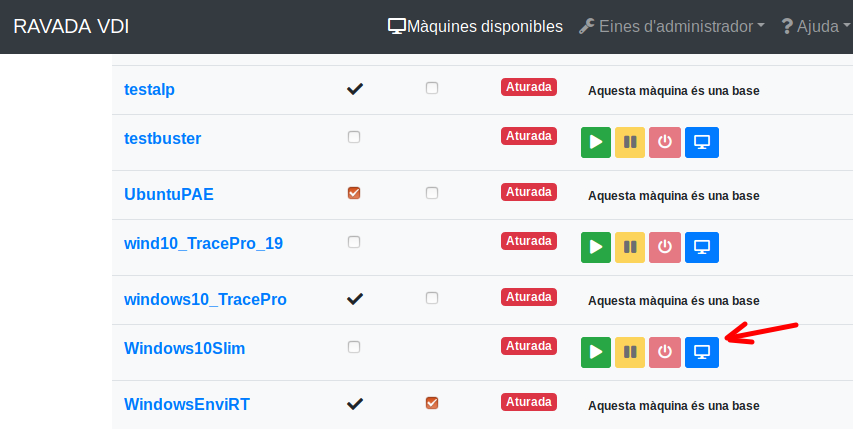 RAVADA VDI
Màquines disponibles Eines d'administrador ? Ajuda
testalp Aturada Aquesta màquina és una base
testbuster Aturada
UbuntuPAE Aturada Aquesta màquina és una base
wind10_TracePro_19 Aturada
windows10_TracePro Aturada Aquesta màquina és una base
Windows10Slim Aturada
WindowsEnviRT Aturada Aquesta màquina és una base